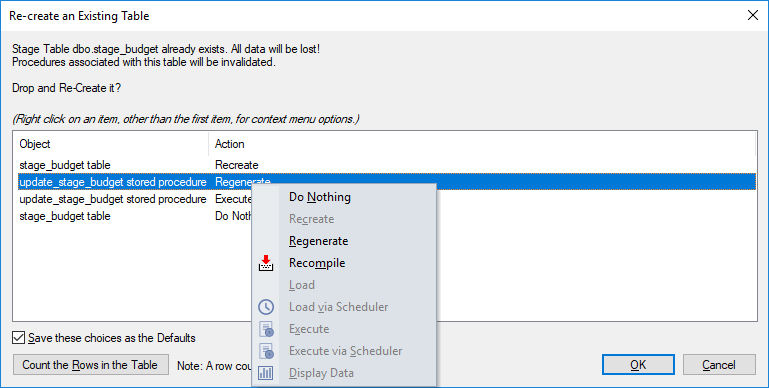 Re-create an Existing Table
Stage Table dbo.stage_budget already exists. All data will be lost!
Procedures associated with this table will be invalidated.
Drop and Re-Create it?
(Right click on an item, other than the first item, for context menu options.)
Object Action
stage_budget table Recreate
update_stage_budget stored procedure Regenerate
update_stage_budget stored procedure Execute
stage_budget table Do Noth
Do Nothing
Recreate
Regenerate
Recompile
Load
Load via Scheduler
Execute
Execute via Scheduler
Display Data
Save these choices as the Defaults
Count the Rows in the Table Note: A row cou
OK Cancel